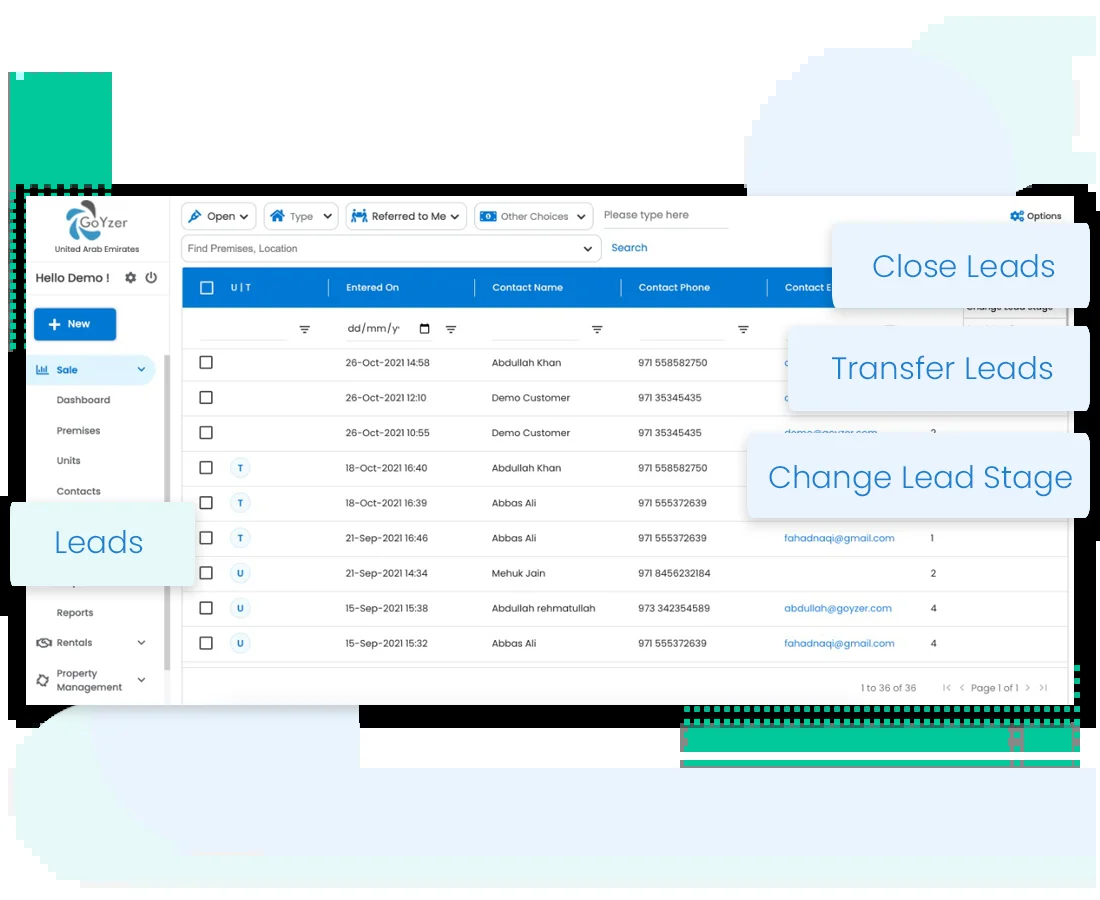 GoYzer
United Arab Emirates
Hello Demo !
New
Sale
Dashboard
Premises
Units
Contacts
Leads
Reports
Rentals
Property
Management
Open
Type
Referred to Me
Other Choices
Please type here
Options
Find Premises, Location
Search
Close Leads
Transfer Leads
Change Lead Stage
U | T Entered On Contact Name Contact Phone Contact E
Change Lead Stage
dd/mm/y
26-Oct-2021 14:58 Abdullah Khan 971 558582750
26-Oct-2021 12:10 Demo Customer 971 35345435
26-Oct-2021 10:55 Demo Customer 971 35345435 demo@goyzer.com 2
T 18-Oct-2021 16:40 Abdullah Khan 971 558582750
T 18-Oct-2021 16:39 Abbas Ali 971 555372639
T 21-Sep-2021 16:46 Abbas Ali 971 555372639 fahadnaqi@gmail.com 1
U 21-Sep-2021 14:34 Mehuk Jain 971 8456232184 2
U 15-Sep-2021 15:38 Abdullah rehmatullah 973 342354589 abdullah@goyzer.com 4
U 15-Sep-2021 15:32 Abbas Ali 971 555372639 fahadnaqi@gmail.com 4
1 to 36 of 36 Page 1 of 1